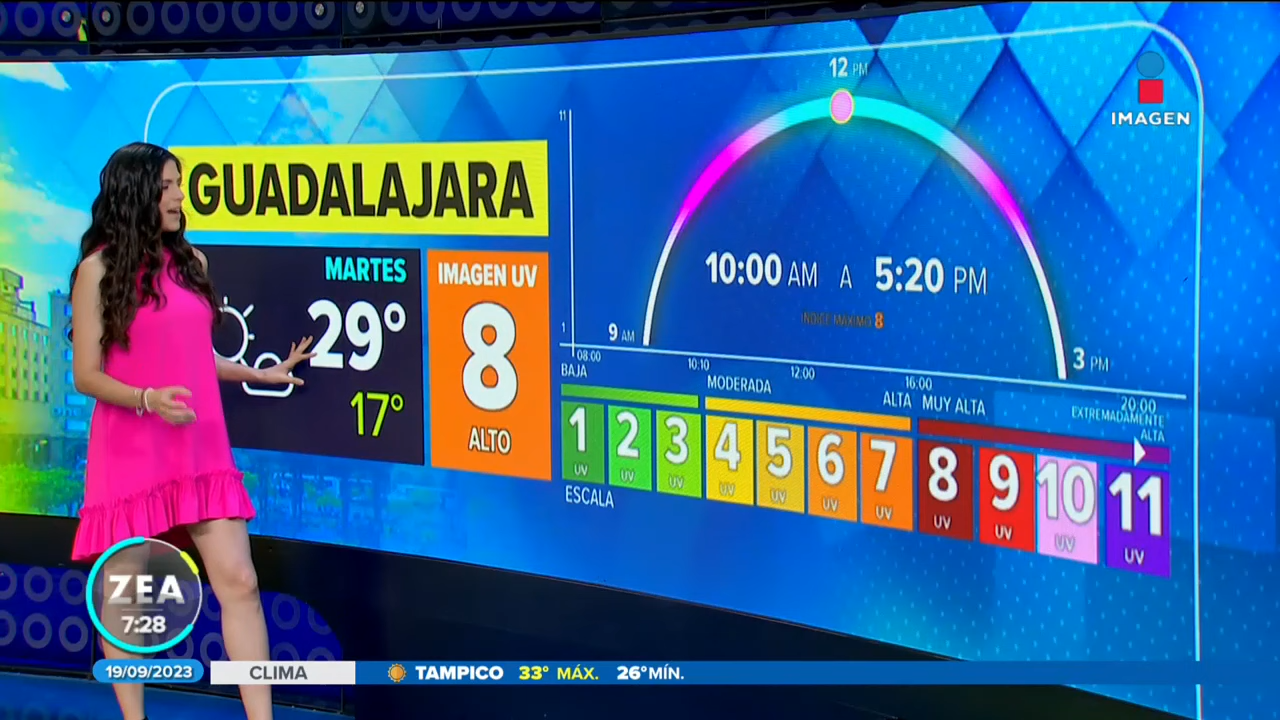 12 PM
IMAGEN
11
GUADALAJARA
MARTES
29°
17°
IMAGEN UV
8
ALTO
10:00 AM A 5:20 PM
INDICE MÁXIMO 8
1
9 AM
3 PM
08:00
10:10
12:00
16:00
20:00
BAJA
MODERADA
ALTA
MUY ALTA
EXTREMADAMENTE
ALTA
1 2 3 4 5 6 7 8 9 10 11
UV UV UV UV UV UV UV UV UV UV UV
ESCALA
ZEA
7:28
19/09/2023
CLIMA
TAMPICO 33° MÁX. 26° MÍN.